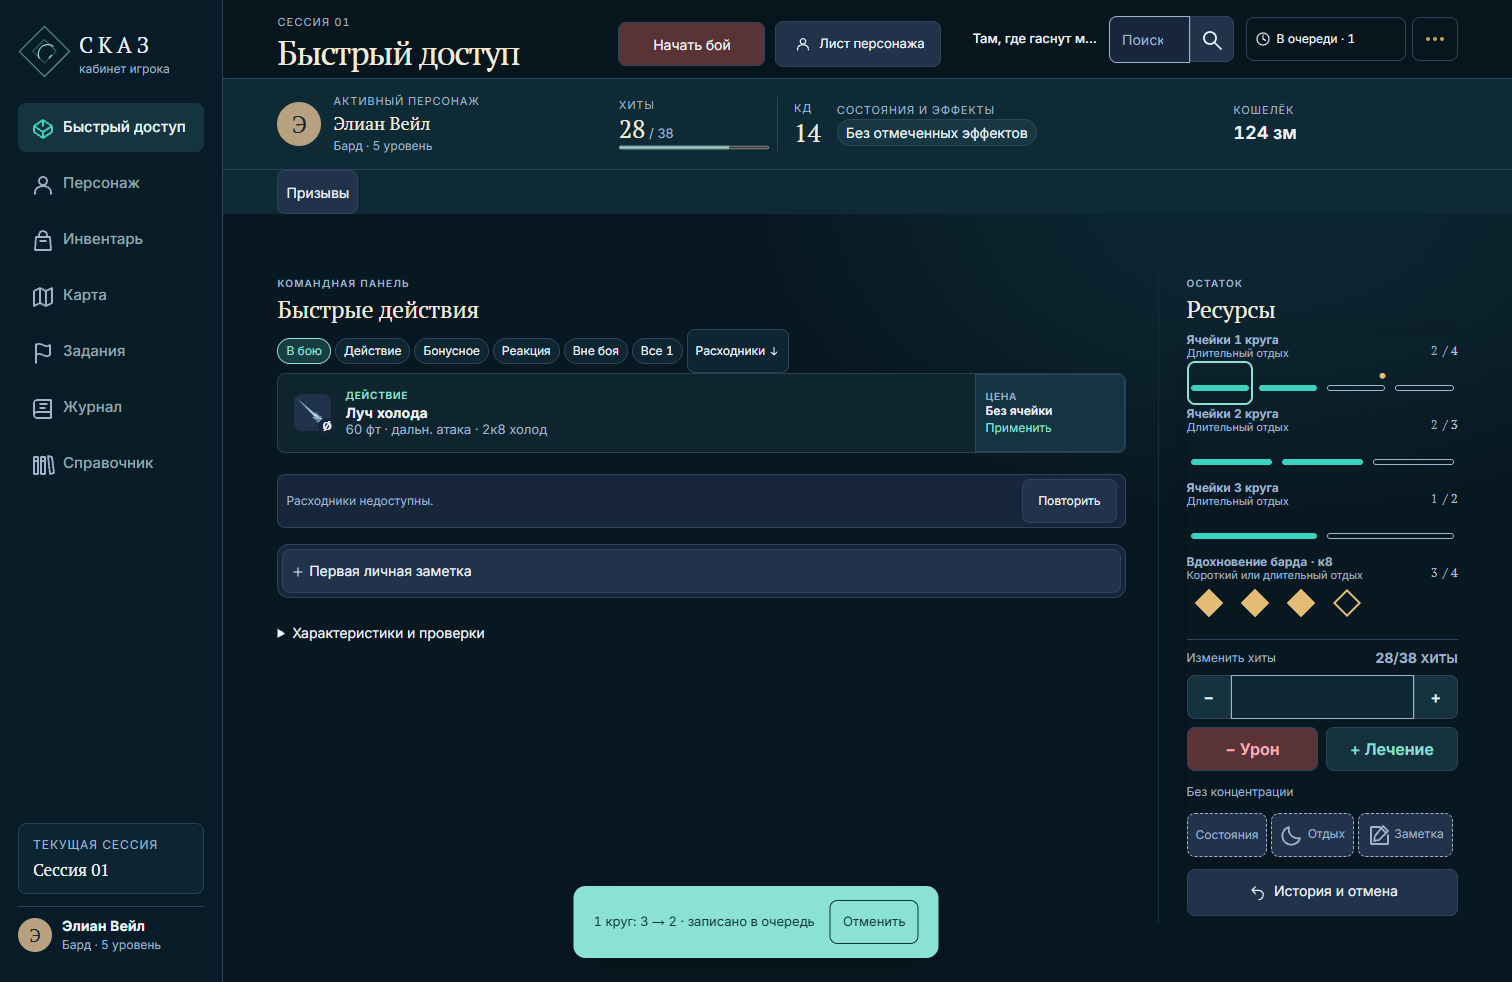 СКАЗ
кабинет игрока
Быстрый доступ
Персонаж
Инвентарь
Карта
Задания
Журнал
Справочник
ТЕКУЩАЯ СЕССИЯ
Сессия 01
Э
Элиан Вейл
Бард · 5 уровень
СЕССИЯ 01
Быстрый доступ
Начать бой
Лист персонажа
Там, где гаснут м...
Поиск
В очереди · 1
Э
АКТИВНЫЙ ПЕРСОНАЖ
Элиан Вейл
Бард · 5 уровень
ХИТЫ
28 / 38
КД
14
СОСТОЯНИЯ И ЭФФЕКТЫ
Без отмеченных эффектов
КОШЕЛЁК
124 зм
Призывы
КОМАНДНАЯ ПАНЕЛЬ
Быстрые действия
В бою
Действие
Бонусное
Реакция
Вне боя
Все 1
Расходники ↓
Ø
ДЕЙСТВИЕ
Луч холода
60 фт · дальн. атака · 2к8 холод
ЦЕНА
Без ячейки
Применить
Расходники недоступны.
Повторить
+ Первая личная заметка
▶ Характеристики и проверки
ОСТАТОК
Ресурсы
Ячейки 1 круга
Длительный отдых
2 / 4
Ячейки 2 круга
Длительный отдых
2 / 3
Ячейки 3 круга
Длительный отдых
1 / 2
Вдохновение барда · к8
Короткий или длительный отдых
3 / 4
Изменить хиты
28/38 ХИТЫ
−
+
− Урон
+ Лечение
Без концентрации
Состояния
Отдых
Заметка
История и отмена
1 круг: 3 → 2 · записано в очередь
Отменить